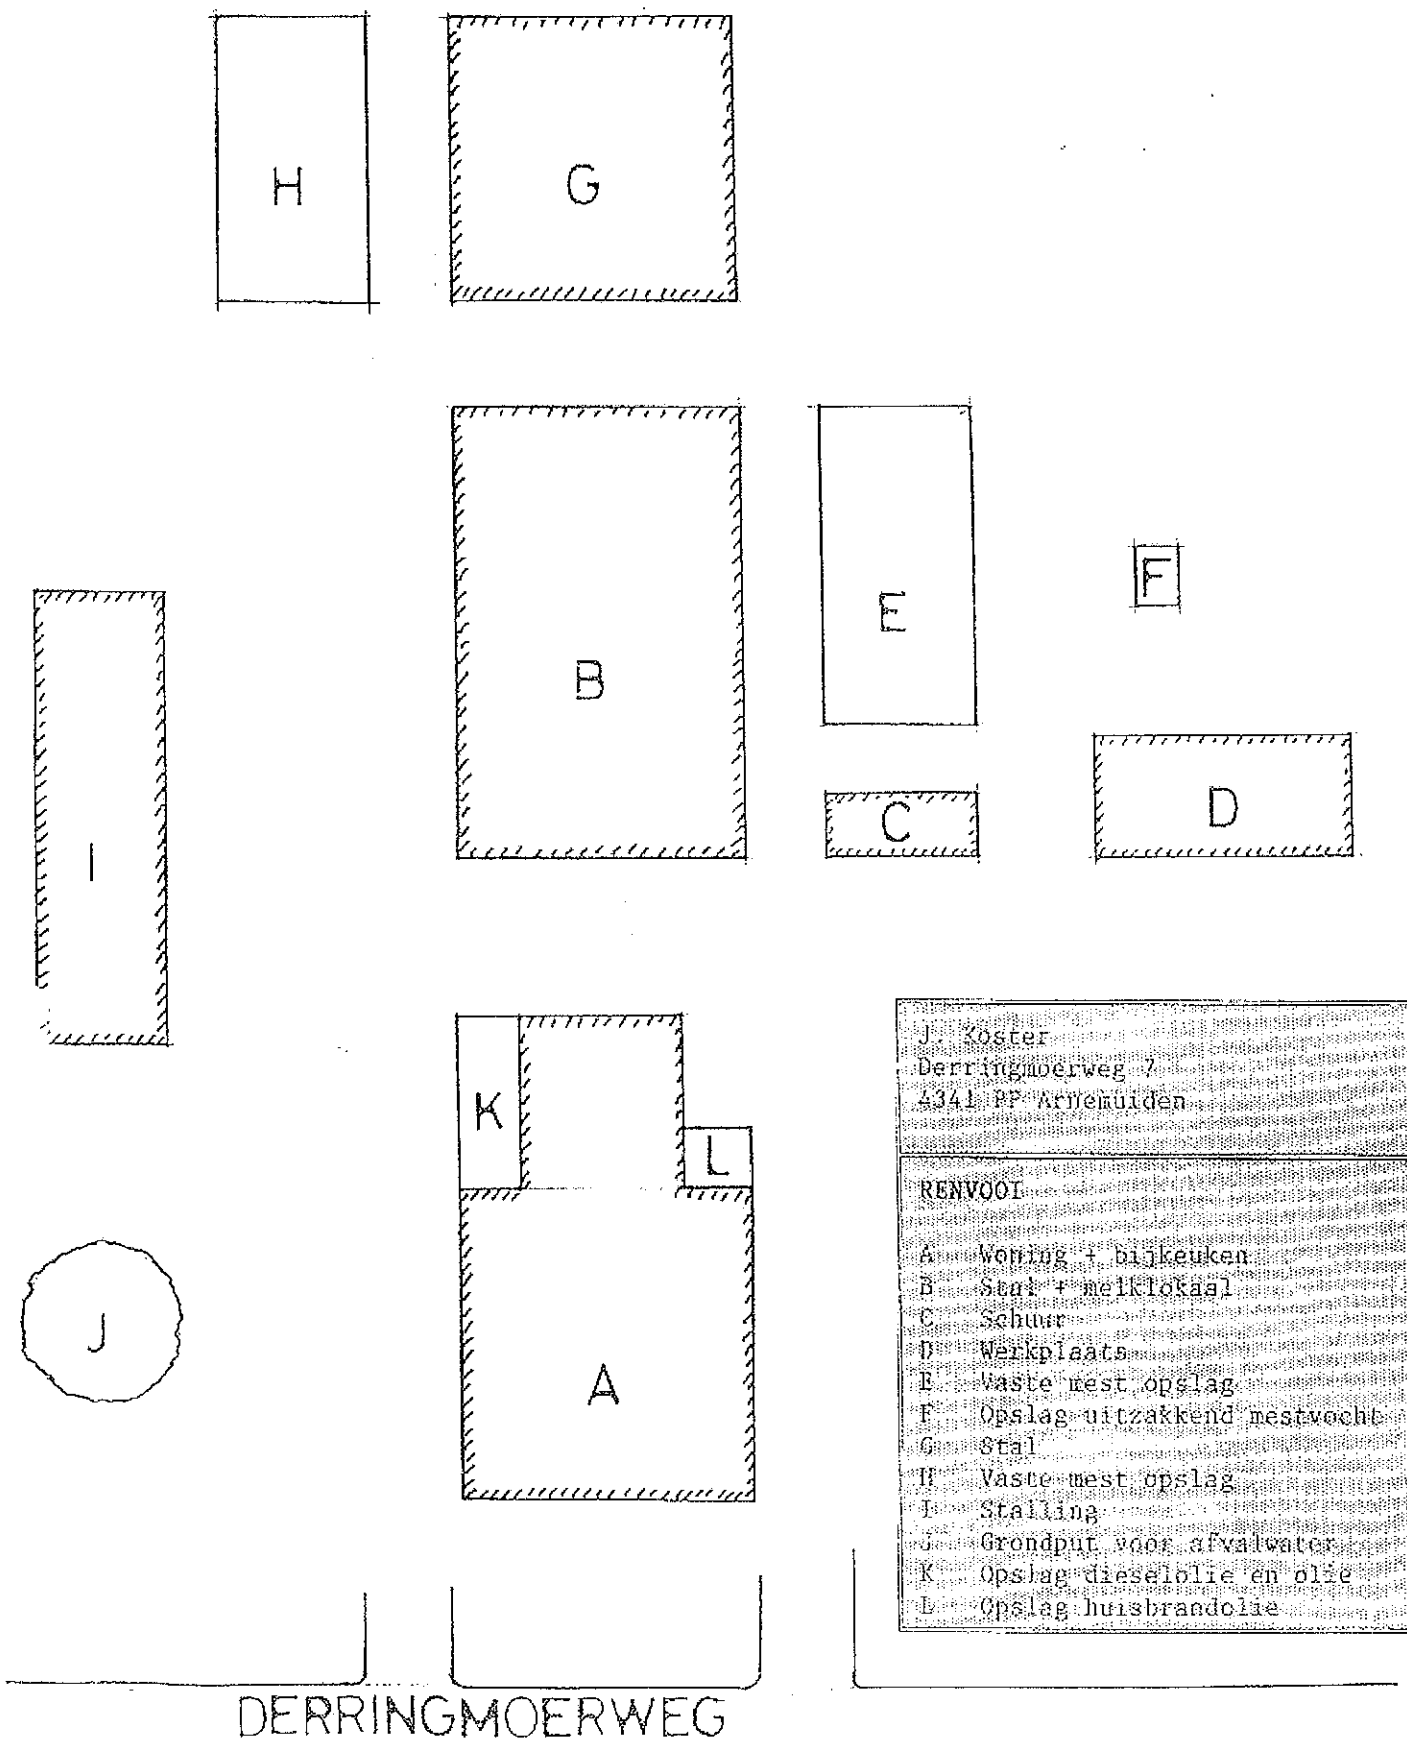 H
G
B
E
F
I
C
D
K
L
J
A
J. Koster
Derringmoerweg 7
4341 PF Arnemuiden
RENVOOI
A Woning + bijkeuken
B Stal + melklokaal
C Schuur
D Werkplaats
E Vaste mest opslag
F Opslag uitzakkend mestvocht
G Stal
H Vaste mest opslag
I Stalling
J Grondput voor afvalwater
K Opslag dieselolie en olie
L Opslag huisbrandolie
DERRINGMOERWEG